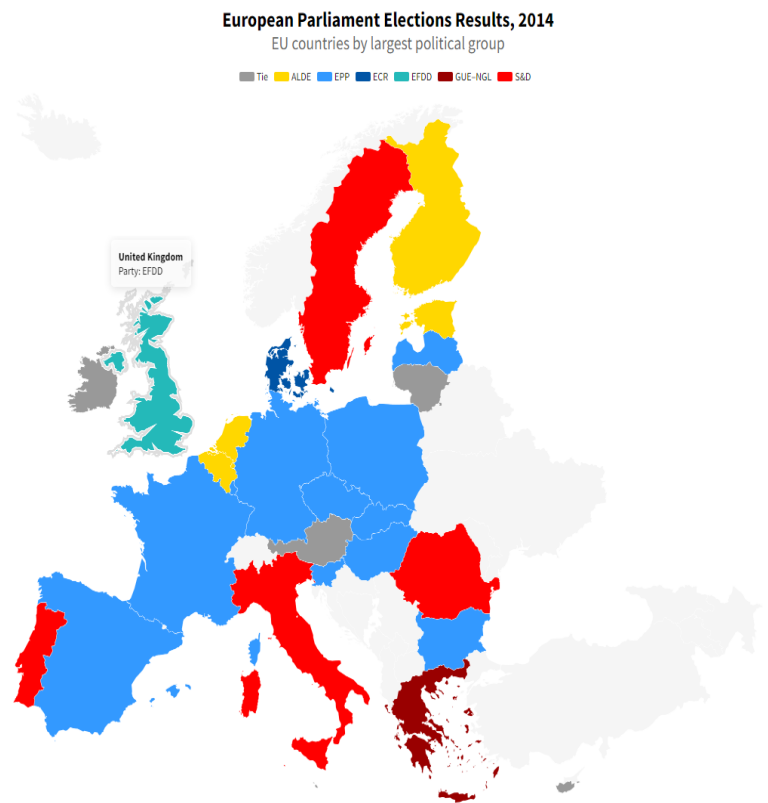 European Parliament Elections Results, 2014
EU countries by largest political group
Tie ALDE EPP ECR EFDD GUE-NGL S&D
United Kingdom
Party: EFDD